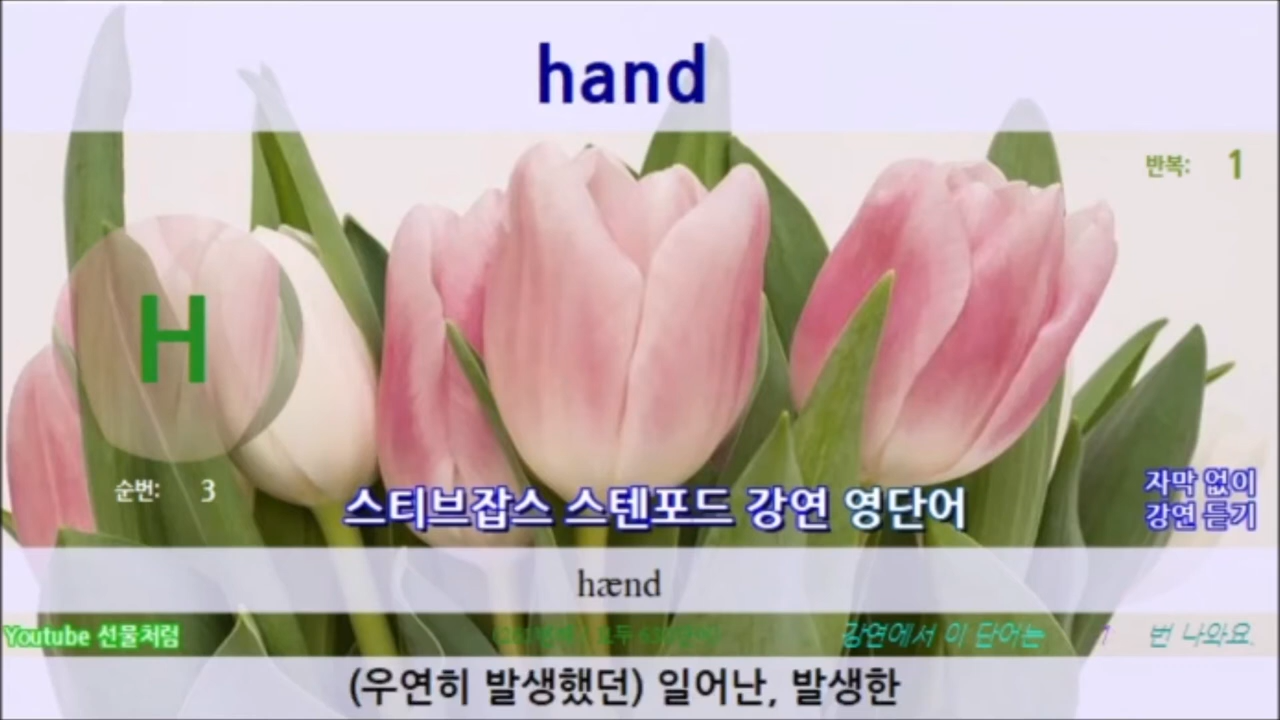 hand
반복: 1
H
순번: 3
스티브잡스 스텐포드 강연 영단어
자막 없이
강연 듣기
hænd
Youtube 선물처럼
강연에서 이 단어는 번 나와요.
(우연히 발생했던) 일어난, 발생한